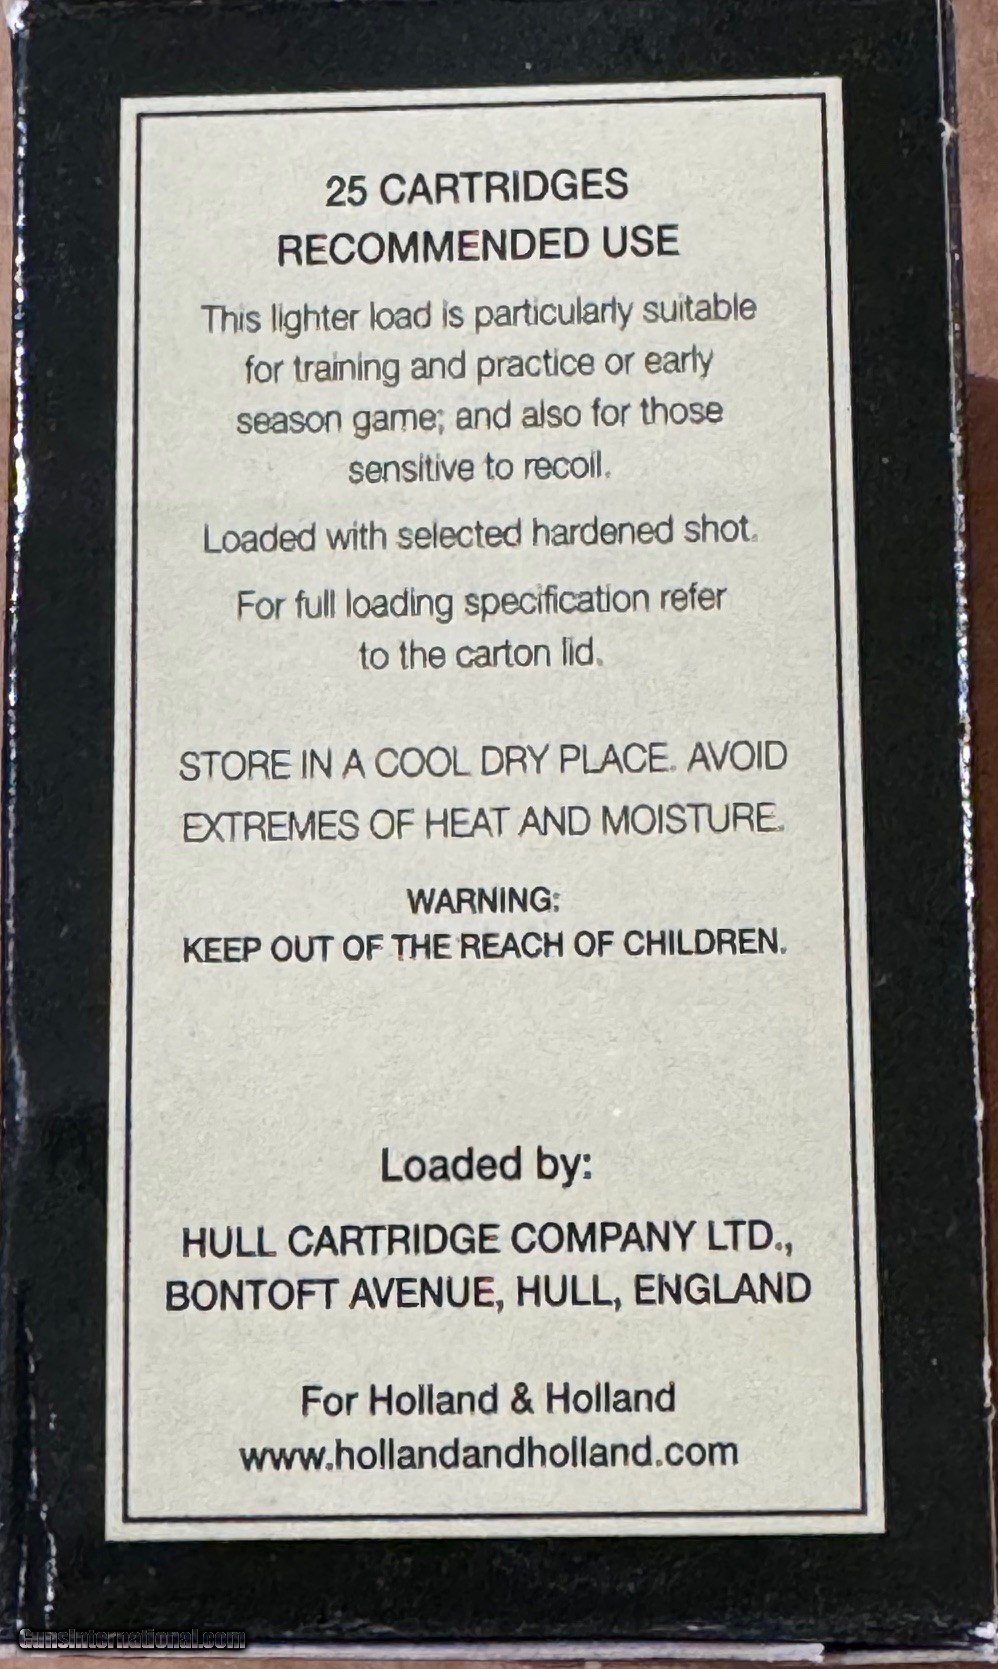 25 CARTRIDGES
RECOMMENDED USE
This lighter load is particularly suitable
for training and practice or early
season game; and also for those
sensitive to recoil.
Loaded with selected hardened shot.
For full loading specification refer
to the carton lid.
STORE IN A COOL DRY PLACE. AVOID
EXTREMES OF HEAT AND MOISTURE.
WARNING:
KEEP OUT OF THE REACH OF CHILDREN.
Loaded by:
HULL CARTRIDGE COMPANY LTD.,
BONTOFT AVENUE, HULL, ENGLAND
For Holland & Holland
www.hollandandholland.com
GunsInternational.com